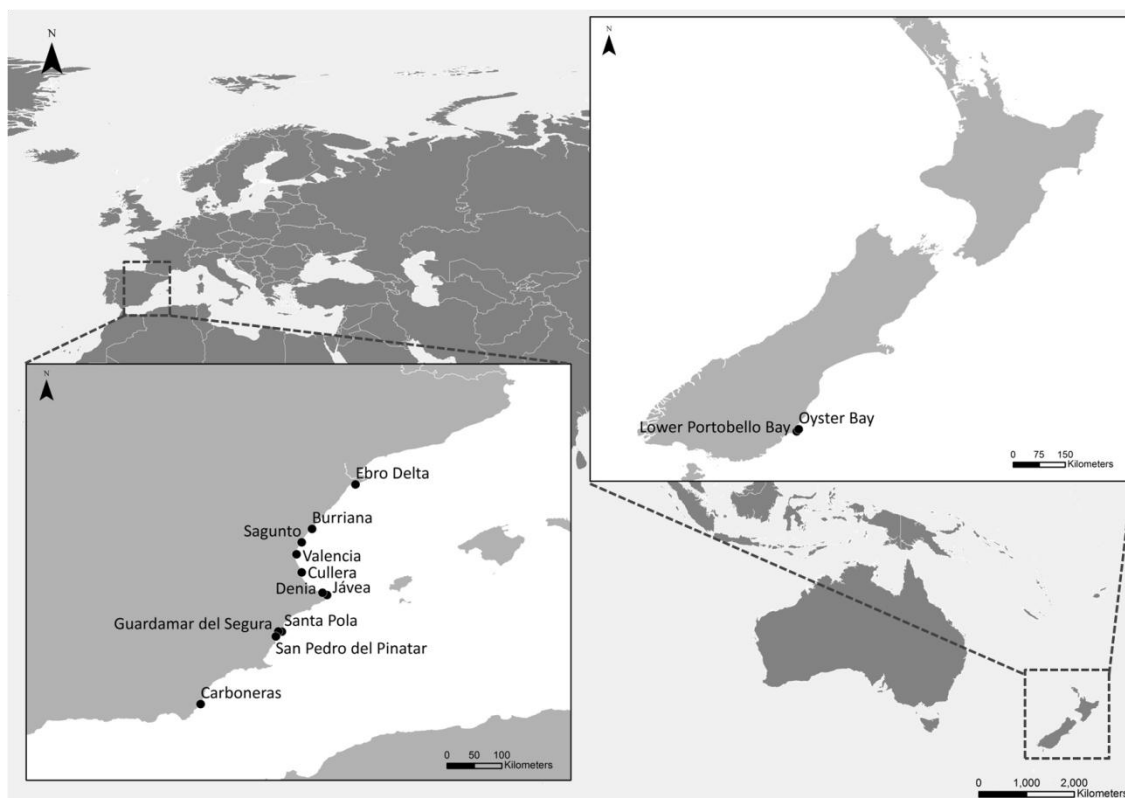 N
N
Oyster Bay
Lower Portobello Bay
0 75 150
Kilometers
N
Ebro Delta
Burriana
Sagunto
Valencia
Cullera
Denia
Jávea
Guardamar del Segura
Santa Pola
San Pedro del Pinatar
Carboneras
0 50 100
Kilometers
0 1,000 2,000
Kilometers